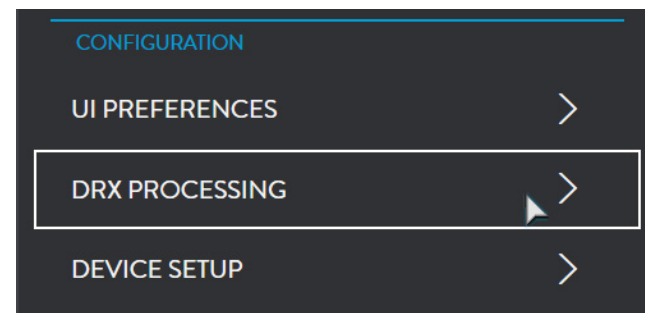 CONFIGURATION
UI PREFERENCES
DRX PROCESSING
DEVICE SETUP